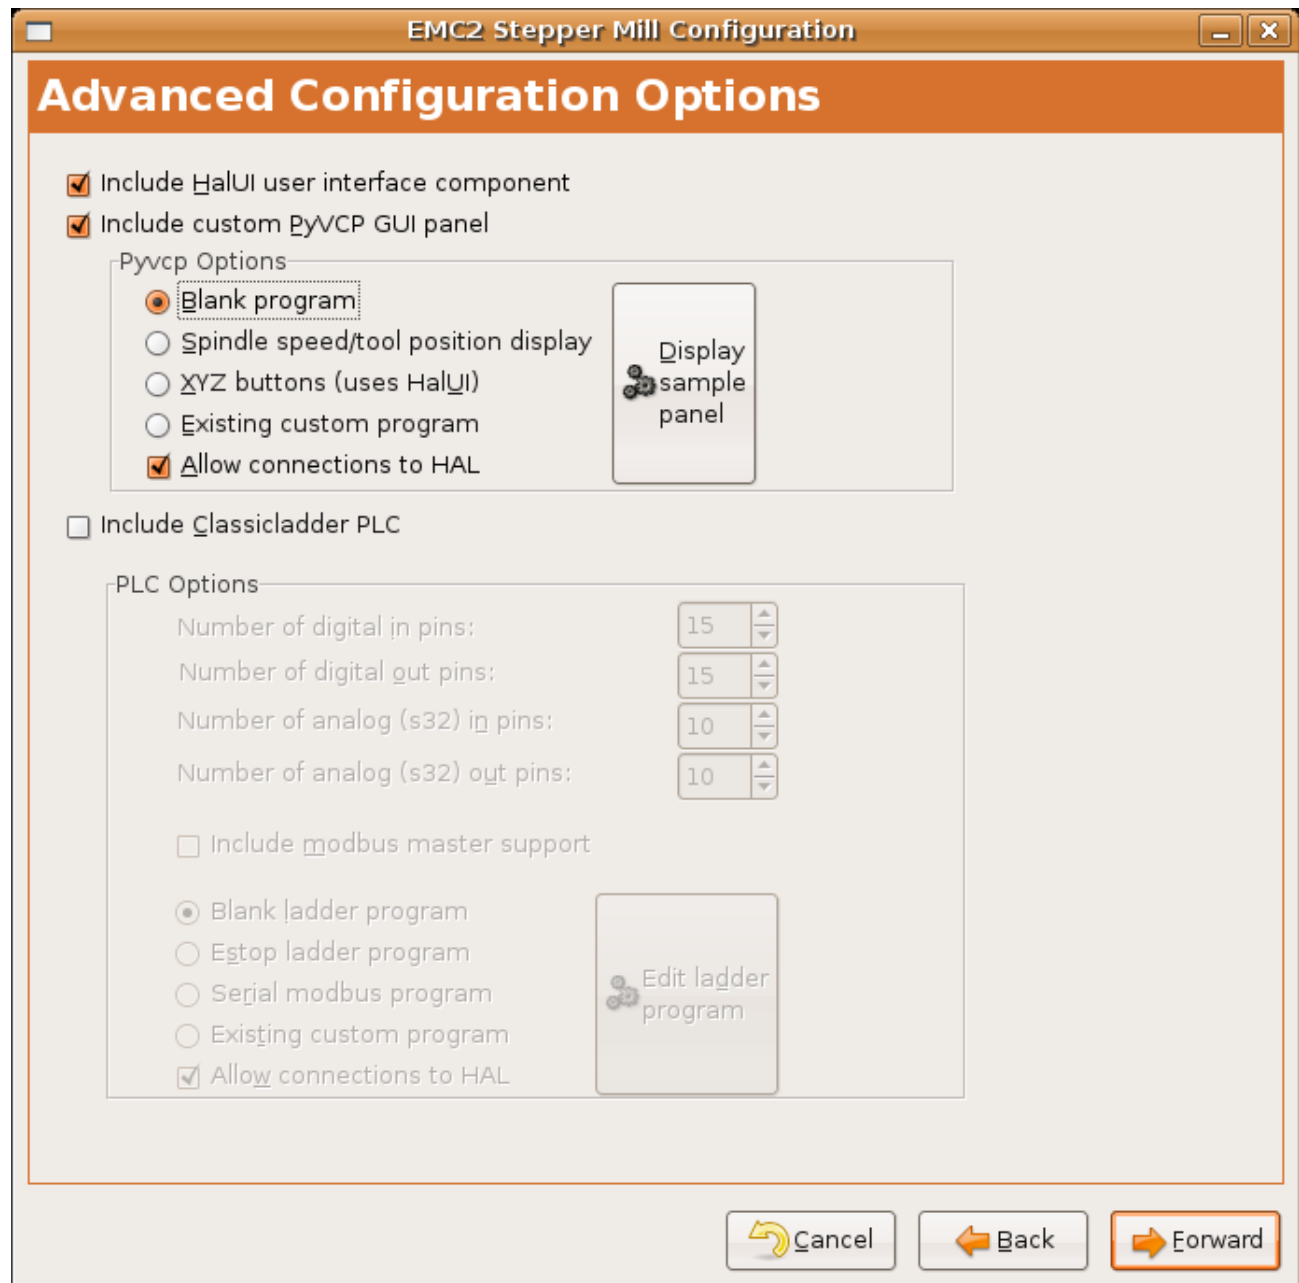 EMC2 Stepper Mill Configuration
Advanced Configuration Options
Include HalUI user interface component
Include custom PyVCP GUI panel
Pyvcp Options
Blank program
Spindle speed/tool position display
XYZ buttons (uses HalUI)
Existing custom program
Allow connections to HAL
Display
sample
panel
Include Classicladder PLC
PLC Options
Number of digital in pins: 15
Number of digital out pins: 15
Number of analog (s32) in pins: 10
Number of analog (s32) out pins: 10
Include modbus master support
Blank ladder program
Estop ladder program
Serial modbus program
Existing custom program
Allow connections to HAL
Edit ladder
program
Cancel Back Forward